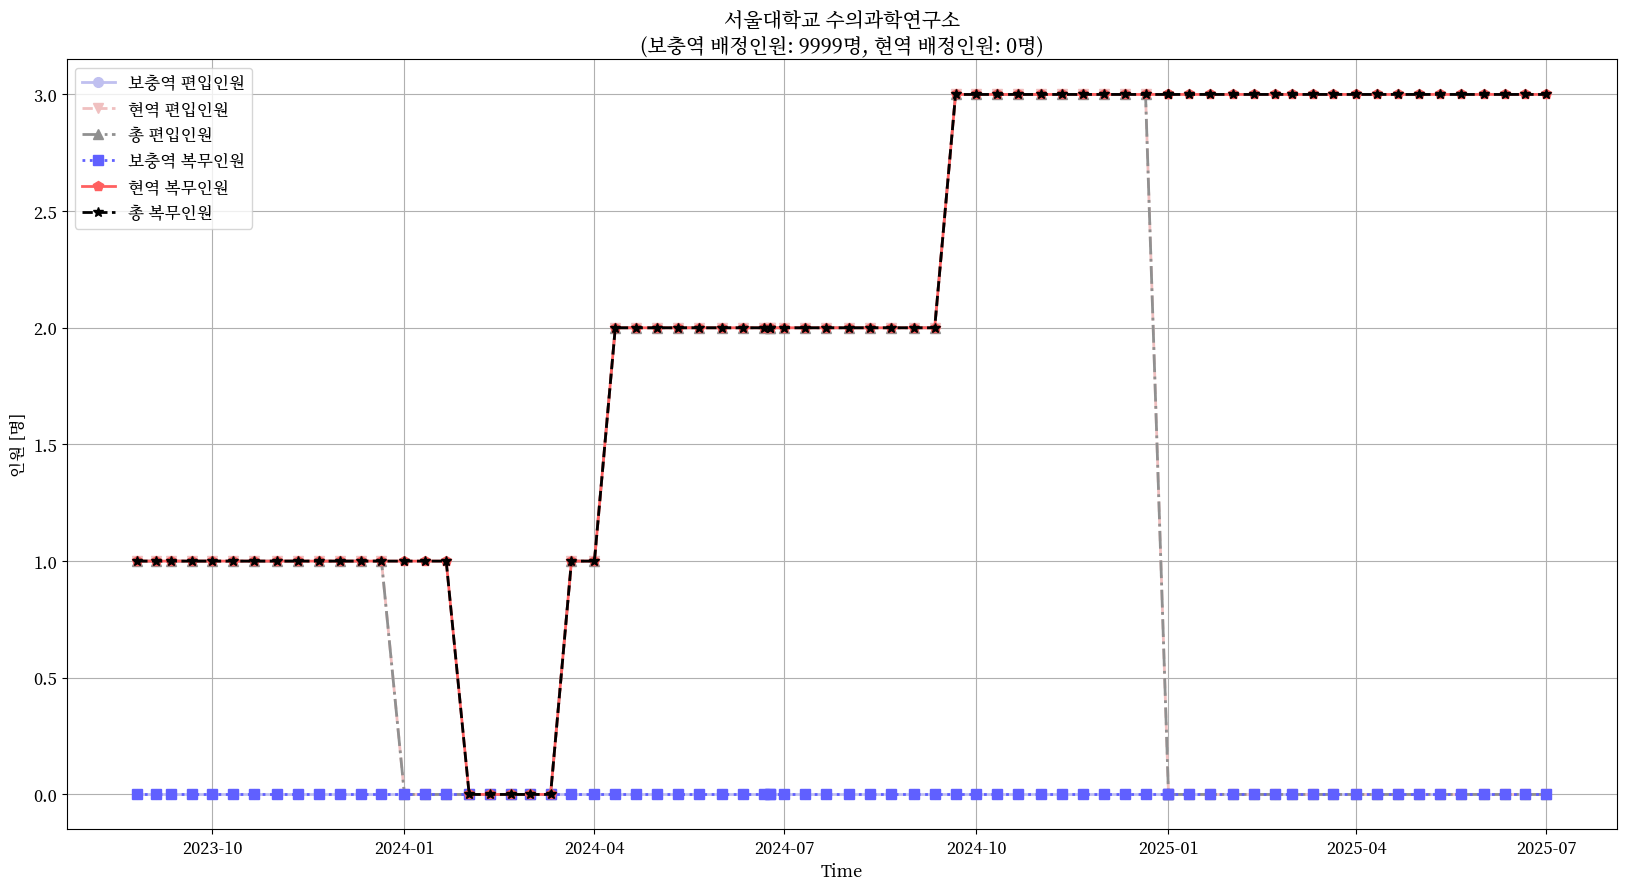 서울대학교 수의과학연구소
(보충역 배정인원: 9999명, 현역 배정인원: 0명)
보충역 편입인원
현역 편입인원
총 편입인원
보충역 복무인원
현역 복무인원
총 복무인원
3.0
2.5
2.0
1.5
1.0
0.5
0.0
인원 [명]
2023-10
2024-01
2024-04
2024-07
2024-10
2025-01
2025-04
2025-07
Time